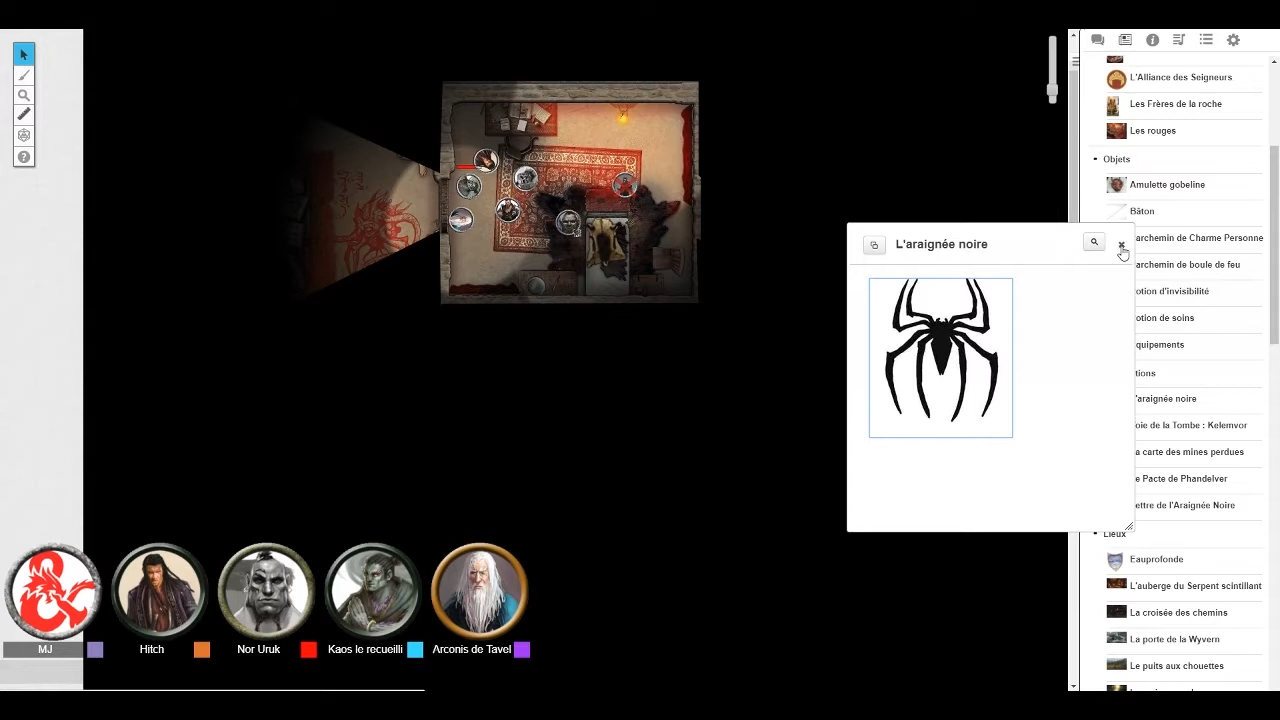 L'Alliance des Seigneurs
Les Frères de la roche
Les rouges
Objets
Amulette gobeline
Bâton
archemin de Charme Personne
archemin de boule de feu
otion d'invisibilité
otion de soins
quipements
tions
'araignée noire
oie de la Tombe : Kelemvor
a carte des mines perdues
e Pacte de Phandelver
ettre de l'Araignée Noire
Lieux
Eauprofonde
L'auberge du Serpent scintillant
La croisée des chemins
La porte de la Wyvern
Le puits aux chouettes
L'araignée noire
MJ
Hitch
Nor Uruk
Kaos le recueilli
Arconis de Tavel